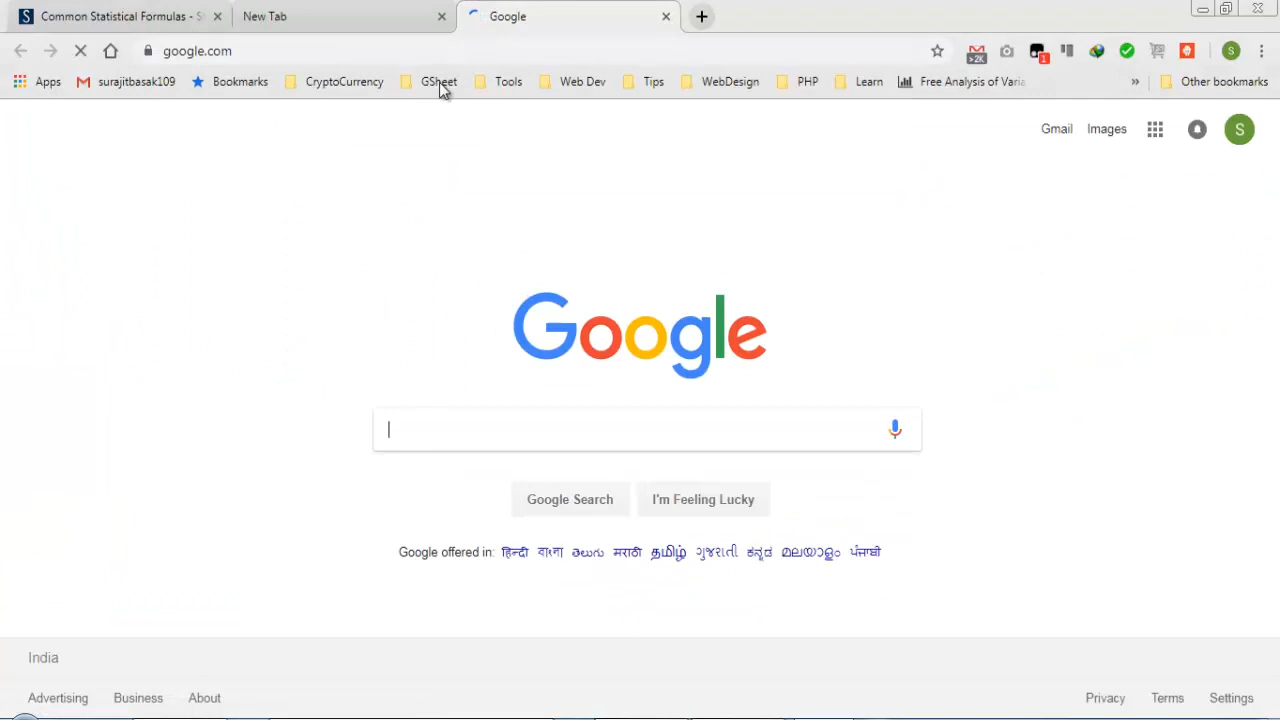 Common Statistical Formulas - S
New Tab
Google
google.com
>2K
1
S
Apps
surajitbasak109
Bookmarks
CryptoCurrency
GSheet
Tools
Web Dev
Tips
WebDesign
PHP
Learn
Free Analysis of Varia
»
Other bookmarks
Gmail
Images
S
Google
Google Search
I'm Feeling Lucky
Google offered in: हिन्दी বাংলা తెలుగు मराठी தமிழ் ગુજરાતી ಕನ್ನಡ മലയാളം ਪੰਜਾਬੀ
India
Advertising Business About
Privacy Terms Settings